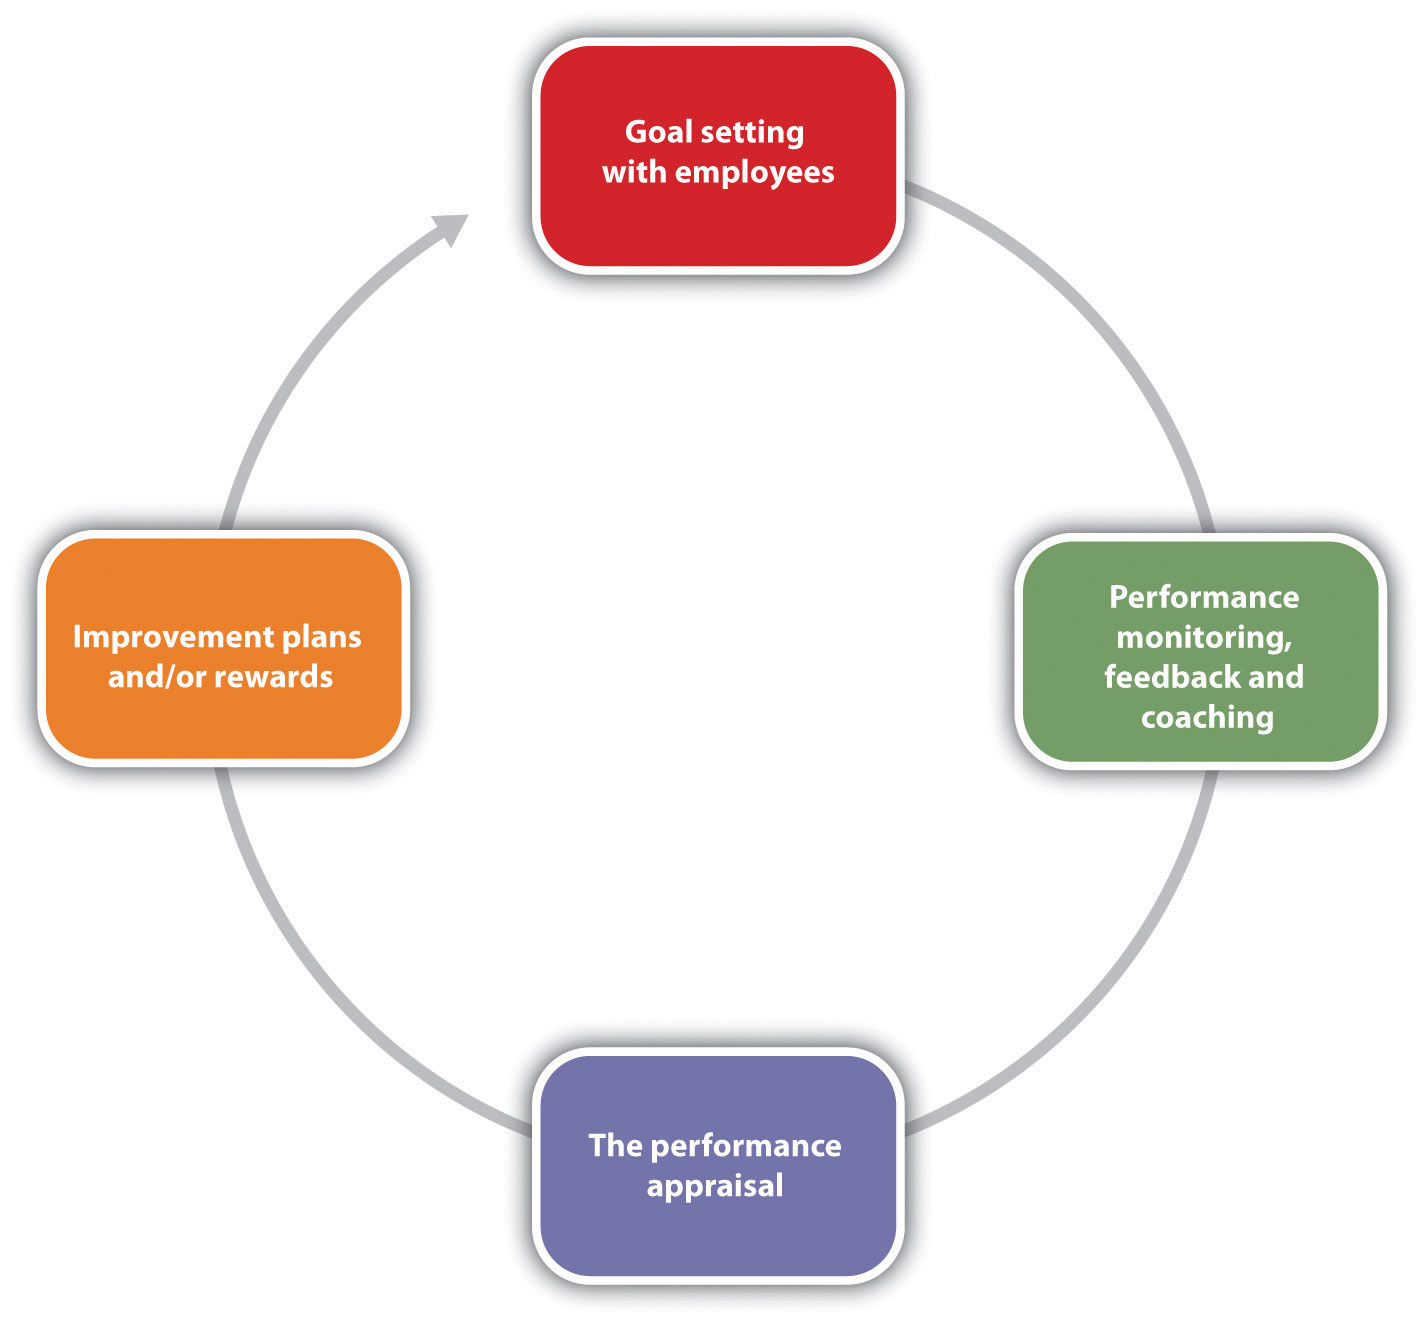 Goal setting
with employees
Performance
monitoring,
feedback and
coaching
The performance
appraisal
Improvement plans
and/or rewards